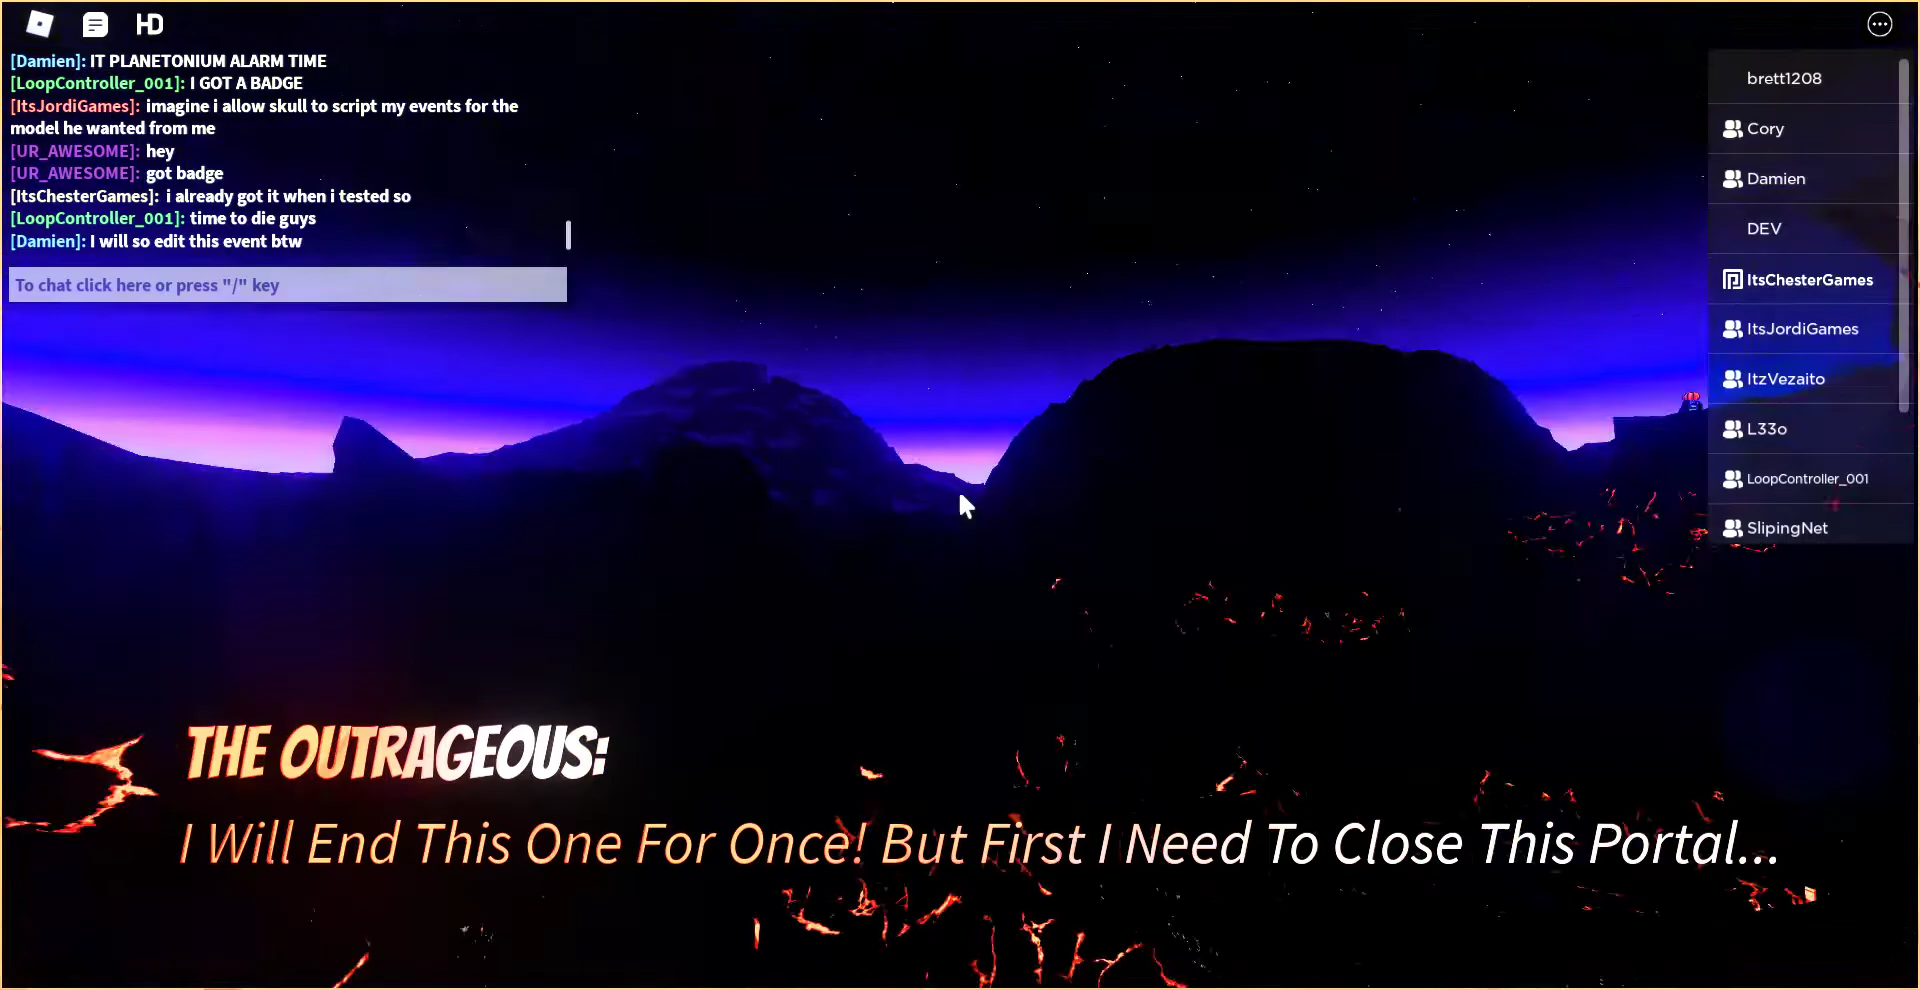 HD
[Damien]: IT PLANETONIUM ALARM TIME
[LoopController_001]: I GOT A BADGE
[ItsJordiGames]: imagine i allow skull to script my events for the
model he wanted from me
[UR_AWESOME]: hey
[UR_AWESOME]: got badge
[ItsChesterGames]: i already got it when i tested so
[LoopController_001]: time to die guys
[Damien]: I will so edit this event btw
To chat click here or press "/" key
brett1208
Cory
Damien
DEV
ItsChesterGames
ItsJordiGames
ItzVezaito
L33o
LoopController_001
SlipingNet
THE OUTRAGEOUS:
I Will End This One For Once! But First I Need To Close This Portal...